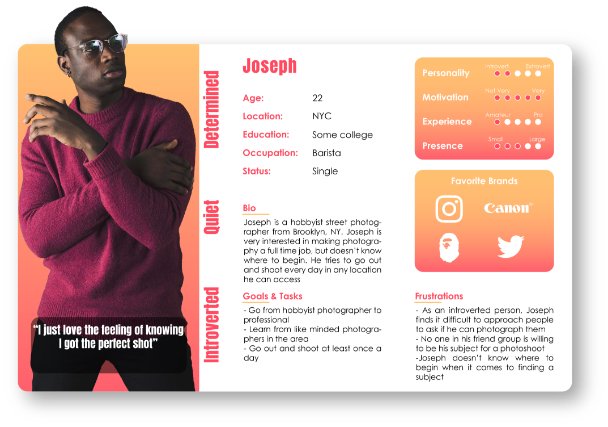 Joseph
Determined
Quiet
Introverted
Age: 22
Location: NYC
Education: Some college
Occupation: Barista
Status: Single
Bio
Joseph is a hobbyist street photog-
rapher from Brooklyn, NY. Joseph is
very interested in making photogra-
phy a full time job, but doesn't know
where to begin. He tries to go out
and shoot every day in any location
he can access
Goals & Tasks
- Go from hobbyist photographer to
professional
- Learn from like minded photogra-
phers in the area
- Go out and shoot at least once a
day
"I just love the feeling of knowing
I got the perfect shot"
Introvert Extrovert
Personality
Not Very Very
Motivation
Amateur Pro
Experience
Small Large
Presence
Favorite Brands
Canon
Frustrations
- As an introverted person, Joseph
finds it difficult to approach people
to ask if he can photograph them
- No one in his friend group is willing
to be his subject for a photoshoot
-Joseph doesn't know where to
begin when it comes to finding a
subject